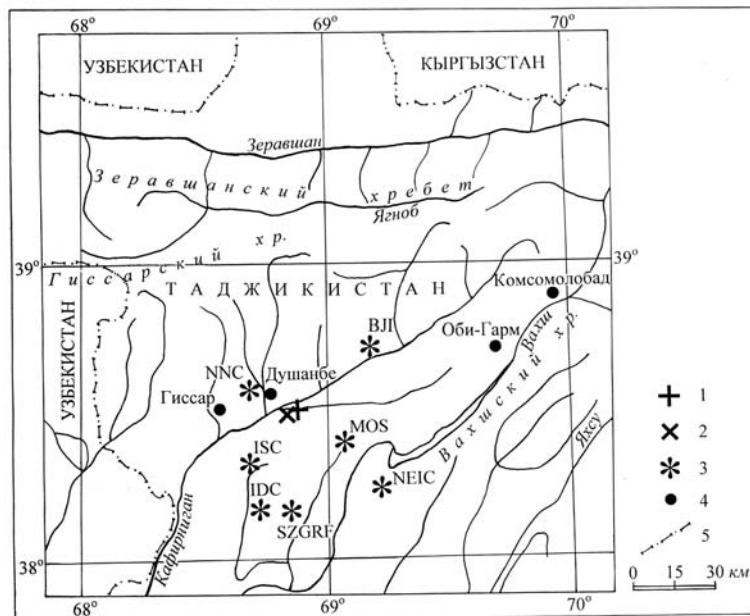 68° 69° 70°
УЗБЕКИСТАН
КЫРГЫЗСТАН
Зеравшан
Зеравшанский хребет
Ягноб
39°
39°
Гиссарский хр.
ТАДЖИКИСТАН
Комсомолобад
УЗБЕКИСТАН
BJI
Оби-Гарм
Вахш
Вахшский хр.
NNC
Душанбе
Гиссар
1
2
MOS
3
Яхсу
ISC
NEIC
4
IDC
SZGRF
5
Кафирниган
38°
0 15 30 км
68° 69° 70°